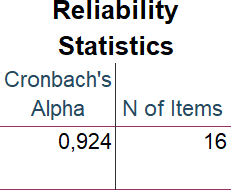 Reliability
Statistics
Cronbach's
Alpha N of Items
0,924 16